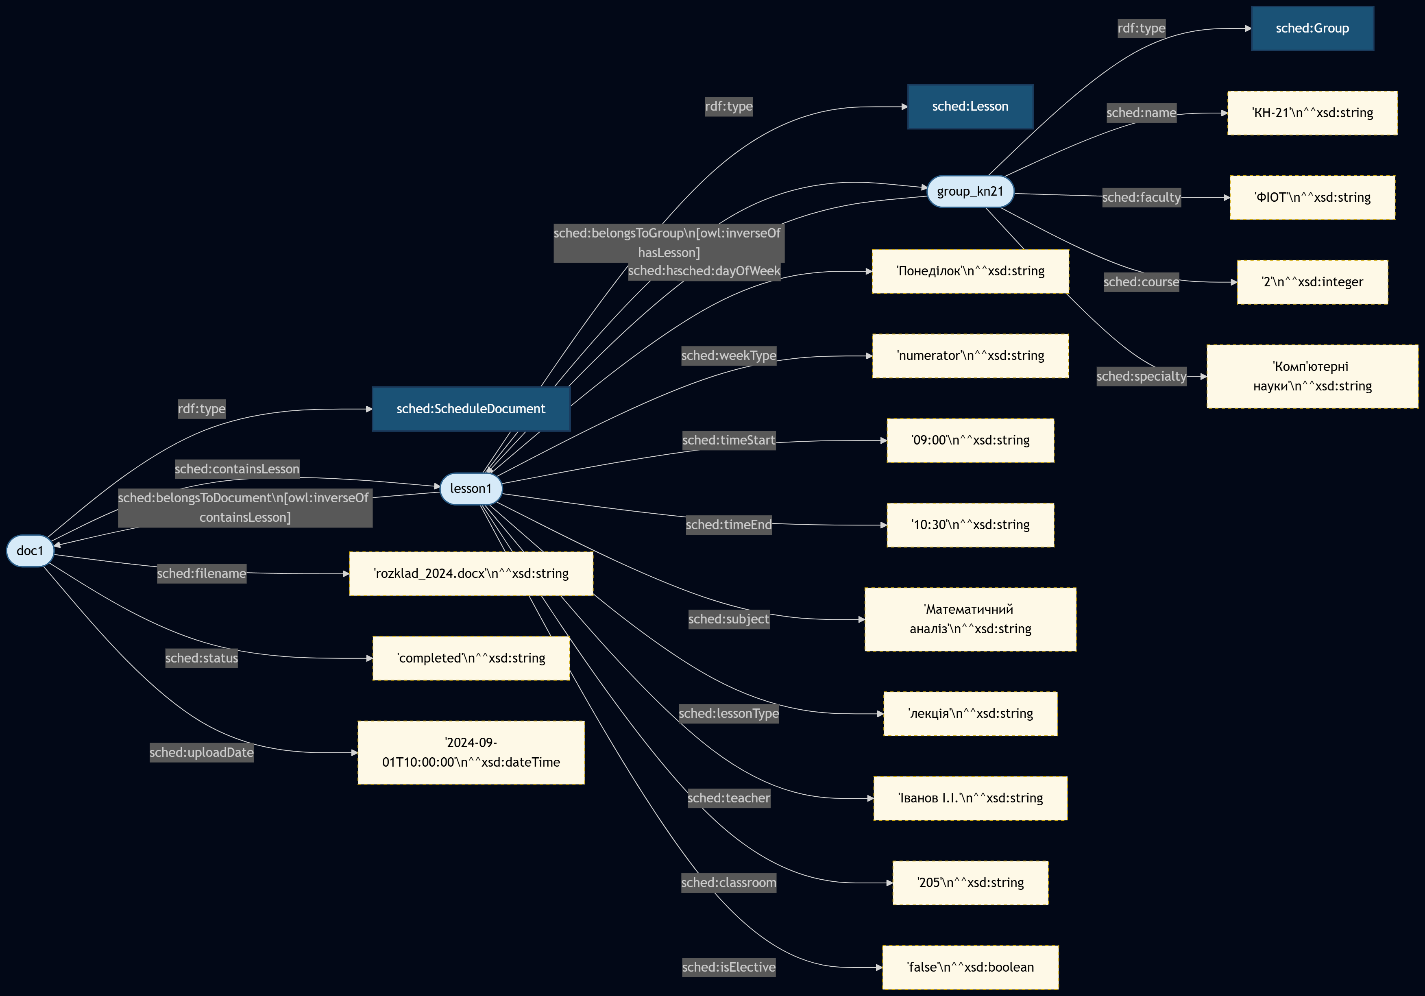 rdf:type
sched:Group
rdf:type
sched:Lesson
sched:name
'КН-21'\n^^xsd:string
group_kn21
sched:faculty
'ФІОТ'\n^^xsd:string
sched:belongsToGroup\n[owl:inverseOf
hasLesson]
sched:dayOfWeek
'Понеділок'\n^^xsd:string
sched:course
'2'\n^^xsd:integer
sched:weekType
'numerator'\n^^xsd:string
sched:specialty
'Комп'ютерні
науки'\n^^xsd:string
rdf:type
sched:ScheduleDocument
sched:timeStart
'09:00'\n^^xsd:string
sched:containsLesson
lesson1
sched:belongsToDocument\n[owl:inverseOf
containsLesson]
sched:timeEnd
'10:30'\n^^xsd:string
doc1
sched:filename
'rozklad_2024.docx'\n^^xsd:string
sched:subject
'Математичний
аналіз'\n^^xsd:string
sched:status
'completed'\n^^xsd:string
sched:lessonType
'лекція'\n^^xsd:string
sched:uploadDate
'2024-09-
01T10:00:00'\n^^xsd:dateTime
sched:teacher
'Іванов І.І.'\n^^xsd:string
sched:classroom
'205'\n^^xsd:string
sched:isElective
'false'\n^^xsd:boolean